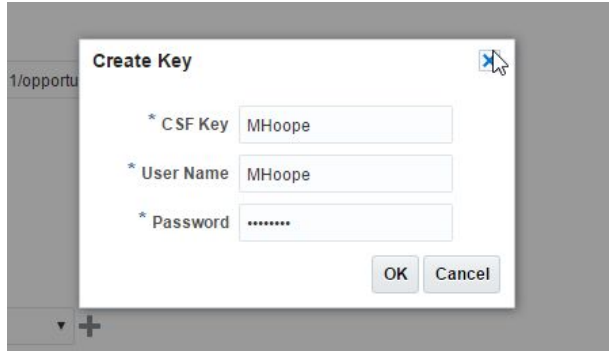 Create Key
1/opportu
* CSF Key MHoope
* User Name MHoope
* Password ••••••••
OK Cancel